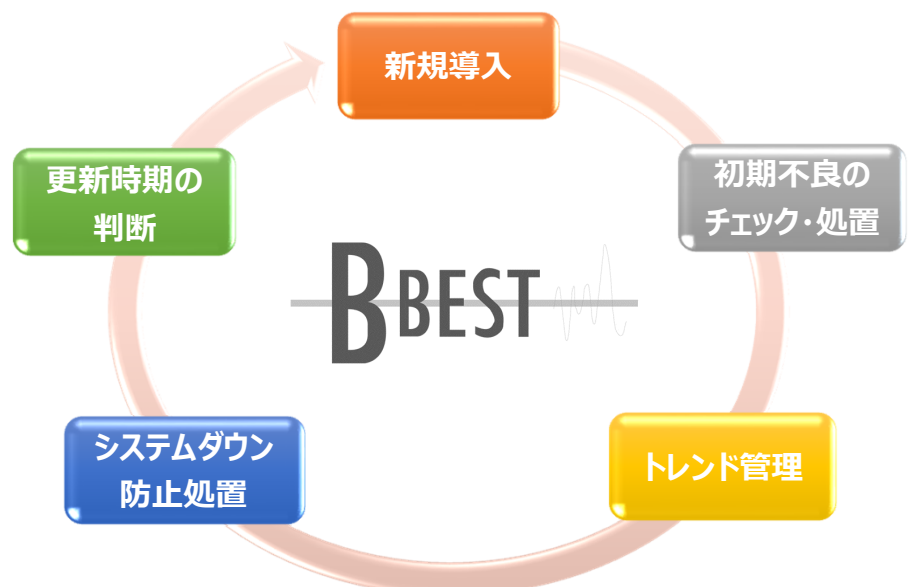 新規導入
初期不良の
チェック・処置
トレンド管理
システムダウン
防止処置
更新時期の
判断
B BEST